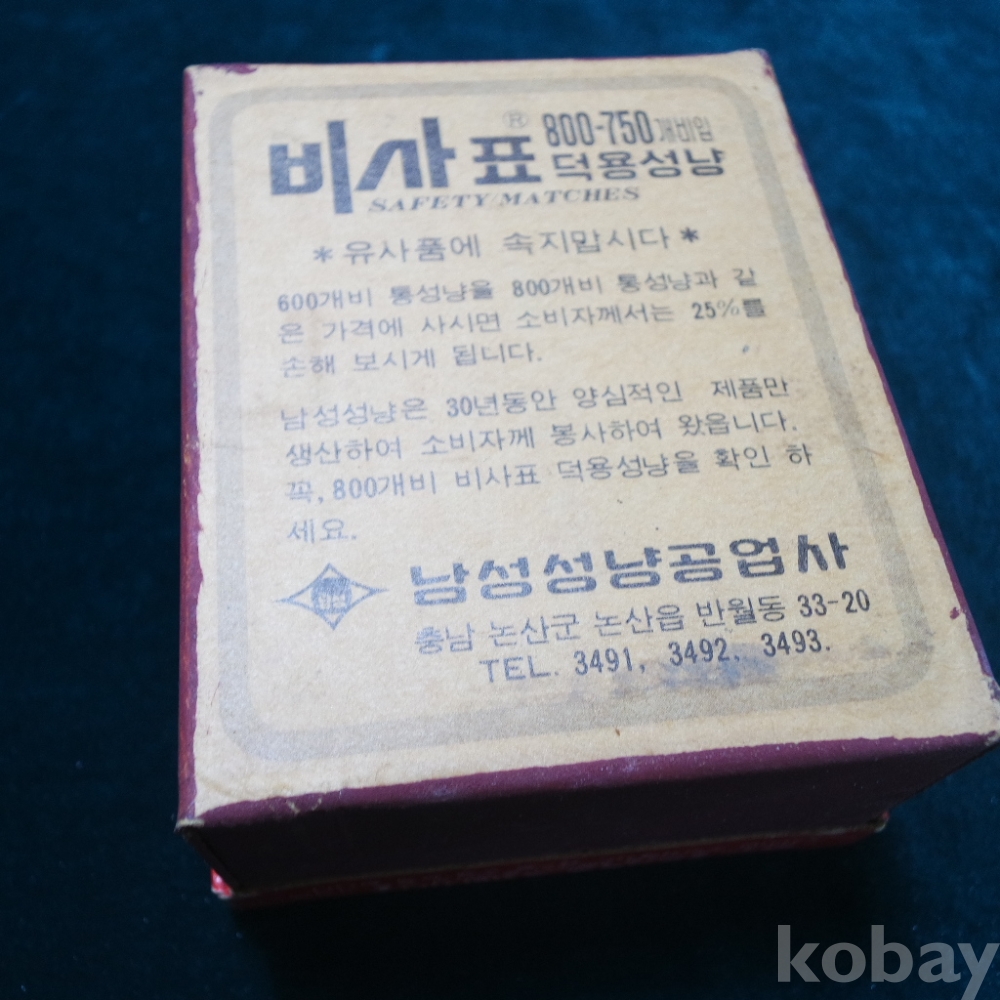 비사표 ® 800-750개비입
덕용성냥
SAFETY MATCHES
*유사품에 속지맙시다*
600개비 통성냥을 800개비 통성냥과 같
은 가격에 사시면 소비자께서는 25%를
손해 보시게 됩니다.
남성성냥은 30년동안 양심적인 제품만
생산하여 소비자께 봉사하여 왔읍니다.
꼭, 800개비 비사표 덕용성냥을 확인 하
세요.
남성성냥공업사
충남 논산군 논산읍 반월동 33-20
TEL. 3491, 3492, 3493.
kobay